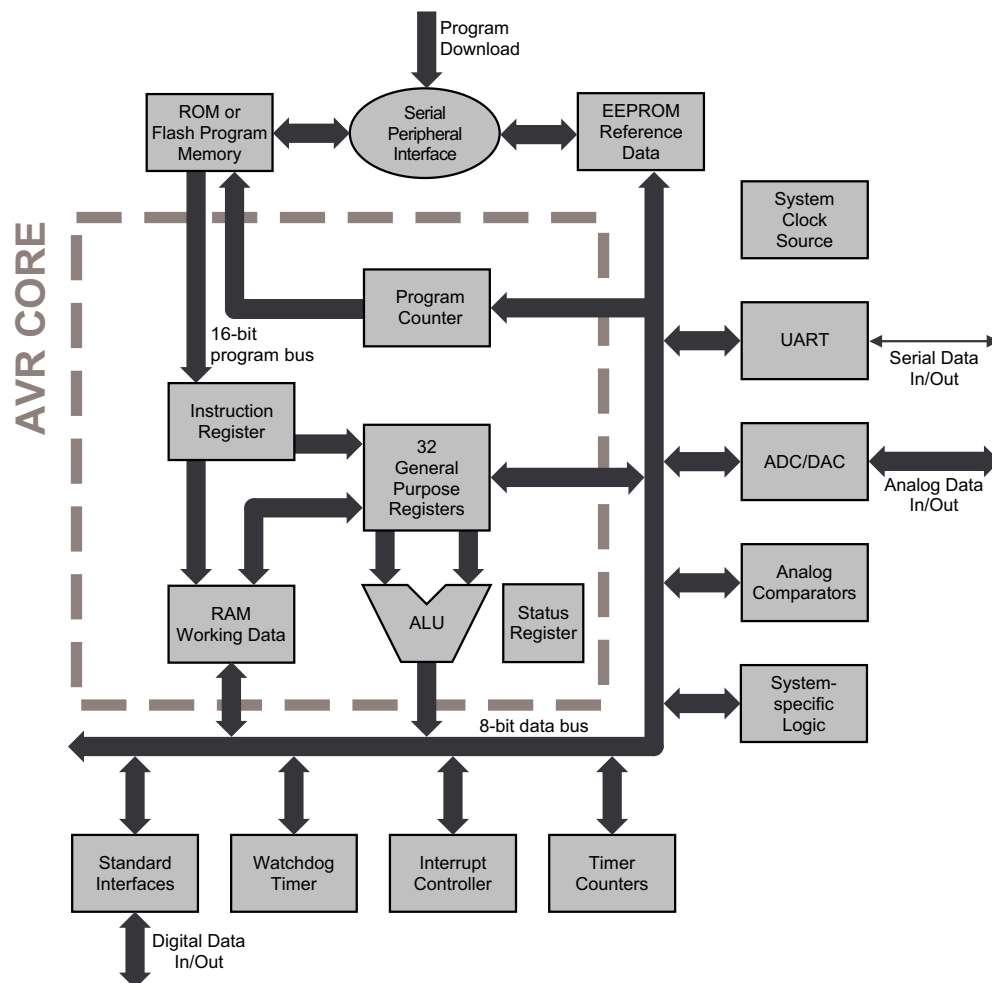 Program
Download
ROM or
Flash Program
Memory
Serial
Peripheral
Interface
EEPROM
Reference
Data
System
Clock
Source
AVR CORE
Program
Counter
16-bit
program bus
UART
Serial Data
In/Out
Instruction
Register
32
General
Purpose
Registers
ADC/DAC
Analog Data
In/Out
RAM
Working Data
ALU
Status
Register
Analog
Comparators
8-bit data bus
System-
specific
Logic
Standard
Interfaces
Watchdog
Timer
Interrupt
Controller
Timer
Counters
Digital Data
In/Out